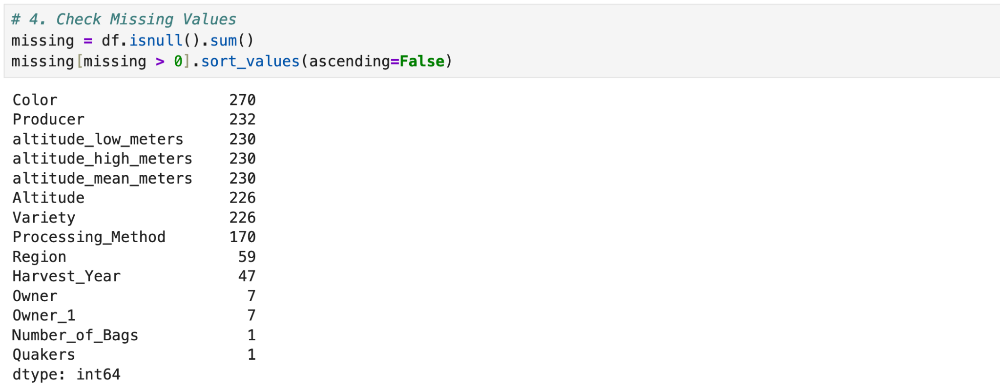 # 4. Check Missing Values
missing = df.isnull().sum()
missing[missing > 0].sort_values(ascending=False)
Color 270
Producer 232
altitude_low_meters 230
altitude_high_meters 230
altitude_mean_meters 230
Altitude 226
Variety 226
Processing_Method 170
Region 59
Harvest_Year 47
Owner 7
Owner_1 7
Number_of_Bags 1
Quakers 1
dtype: int64